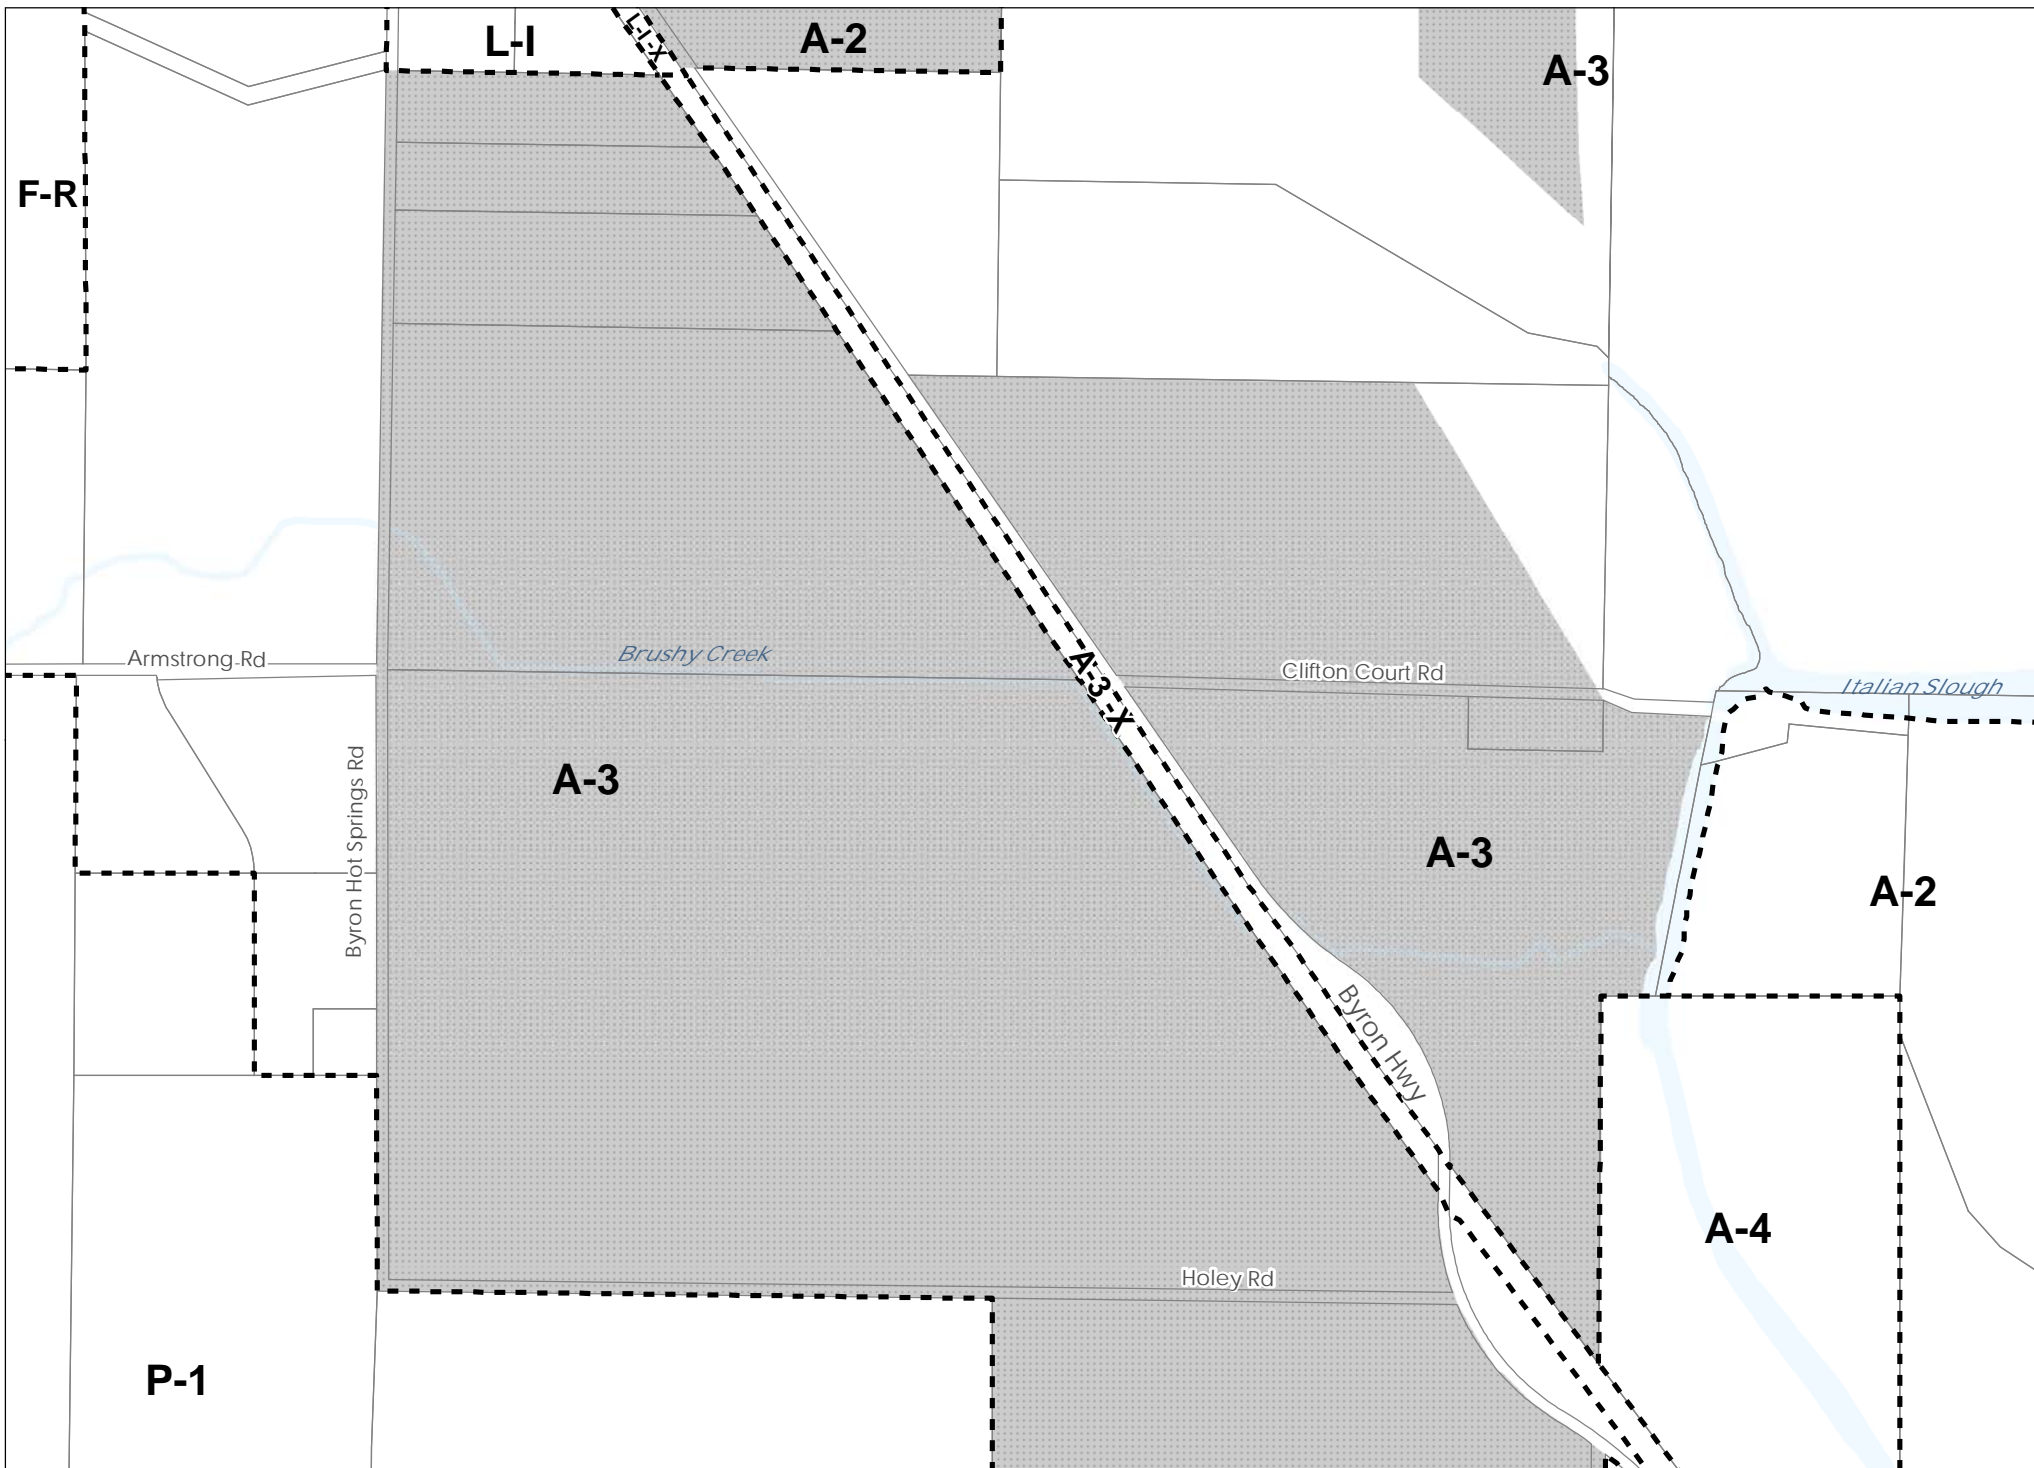 L-I
L-I-X
A-2
A-3
F-R
Brushy Creek
Armstrong Rd
Clifton Court Rd
A-3-X
Italian Slough
A-3
Byron Hot Springs Rd
A-3
A-2
Byron Hwy
A-4
Holey Rd
P-1